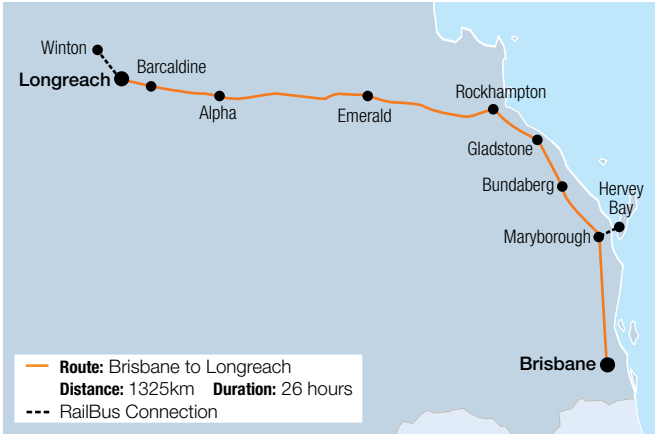 Winton
Longreach
Barcaldine
Alpha
Emerald
Rockhampton
Gladstone
Bundaberg
Hervey
Bay
Maryborough
Brisbane
Route: Brisbane to Longreach
Distance: 1325km Duration: 26 hours
RailBus Connection